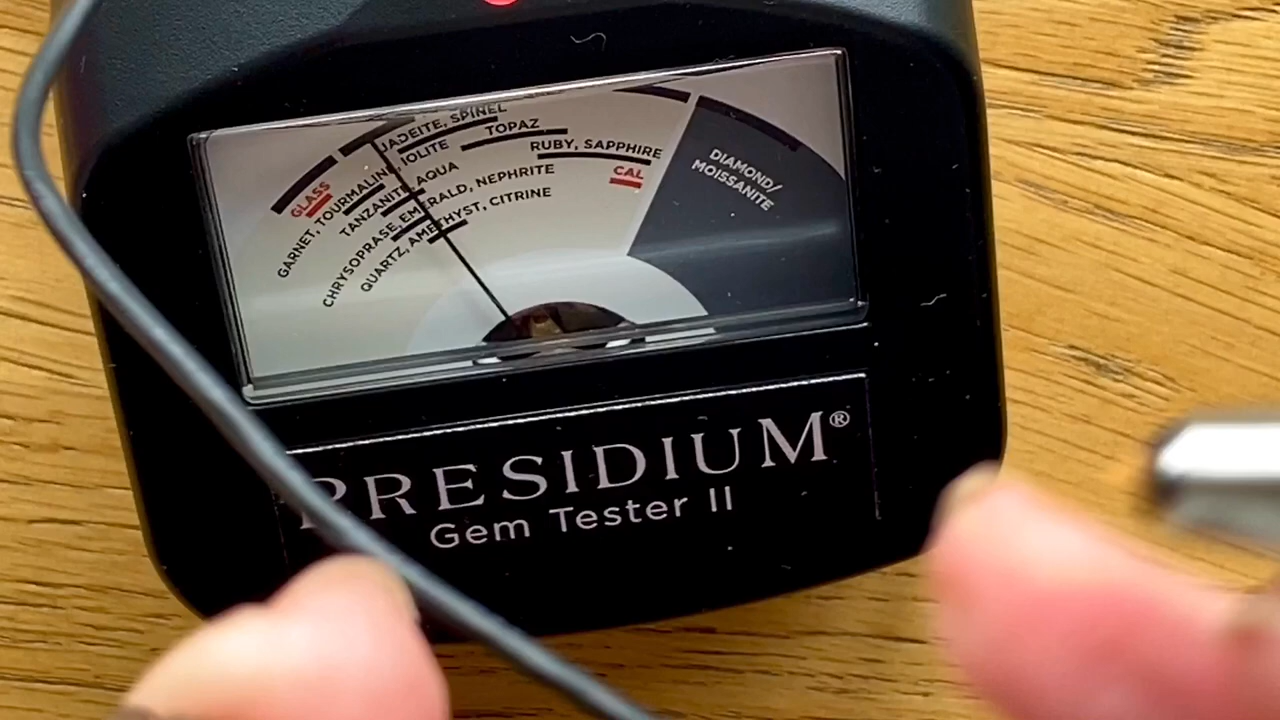 JADEITE, SPINEL
TOPAZ
IOLITE
RUBY, SAPPHIRE
CAL
DIAMOND/
MOISSANITE
GLASS
GARNET, TOURMALINE
TANZANITE, AQUA
CHRYSOPRASE, EMERALD, NEPHRITE
QUARTZ, AMETHYST, CITRINE
PRESIDIUM®
Gem Tester II